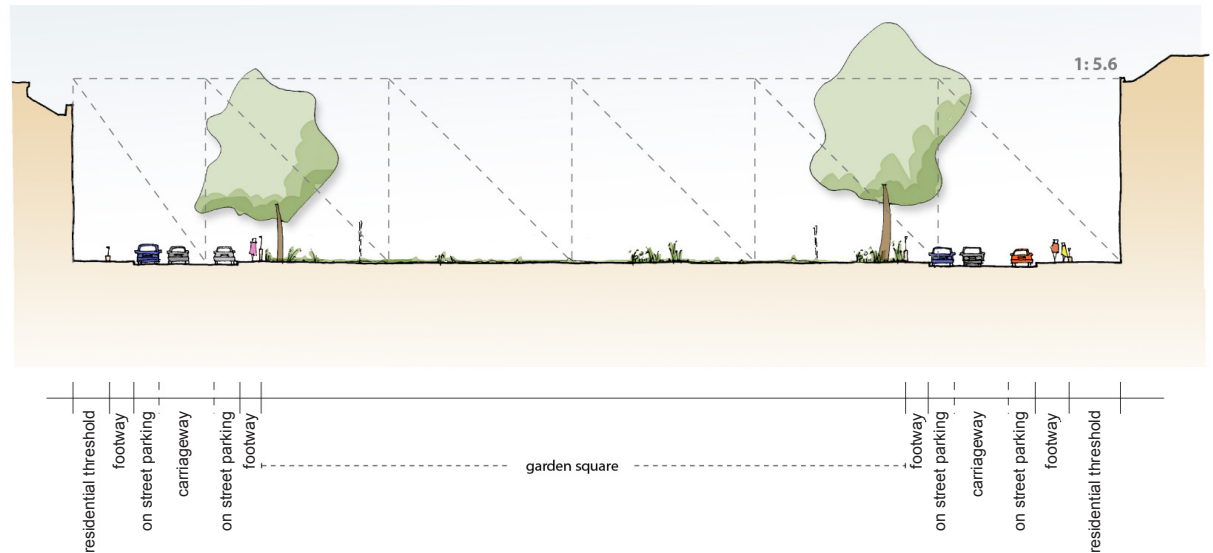 1:5.6
residential threshold
footway
on street parking
carriageway
on street parking
footway
garden square
footway
on street parking
carriageway
on street parking
footway
residential threshold